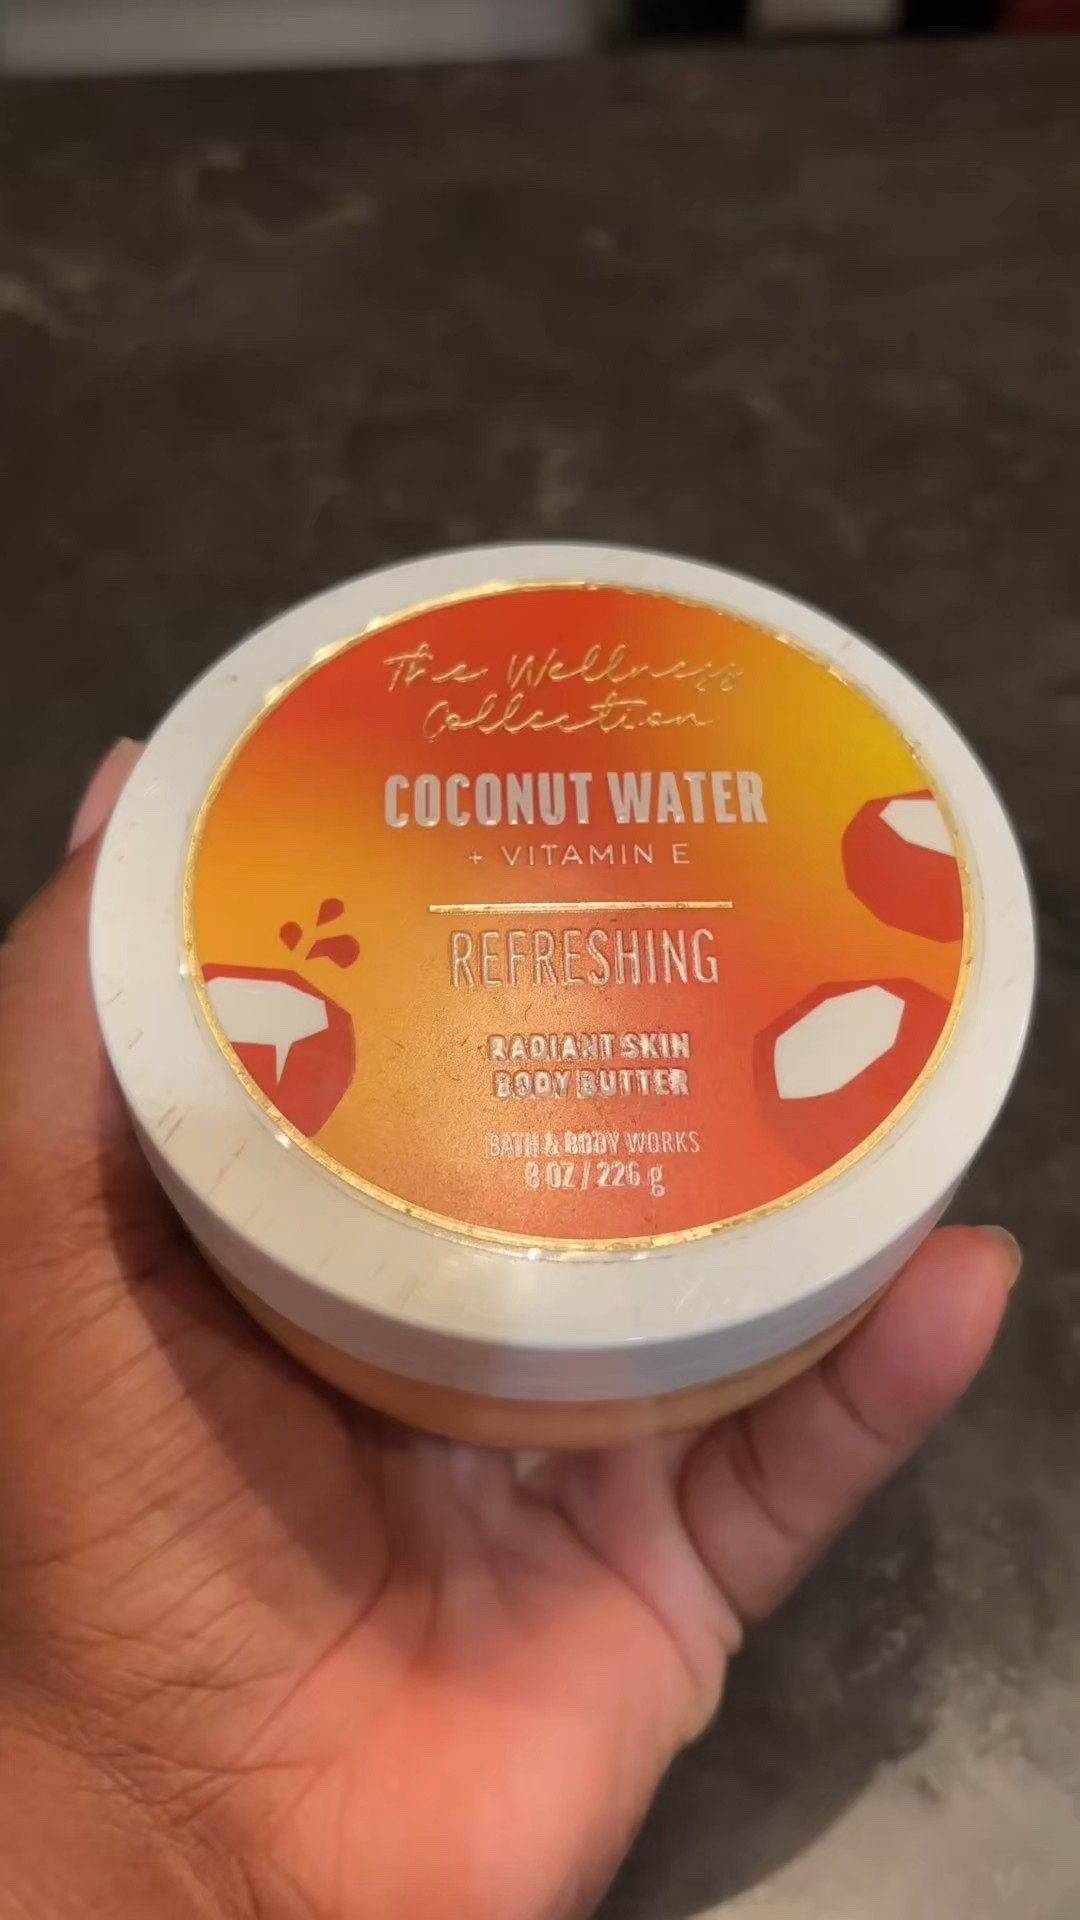 The Wellness
Collection
COCONUT WATER
+ VITAMIN E
REFRESHING
RADIANT SKIN
BODY BUTTER
BATH & BODY WORKS
8 OZ / 226 g